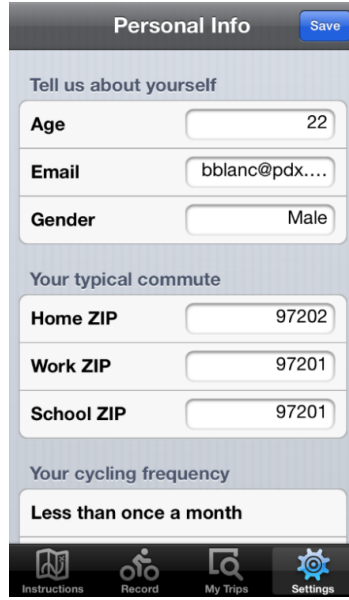 Personal Info Save
Tell us about yourself
Age 22
Email bblanc@pdx....
Gender Male
Your typical commute
Home ZIP 97202
Work ZIP 97201
School ZIP 97201
Your cycling frequency
Less than once a month
Instructions Record My Trips Settings